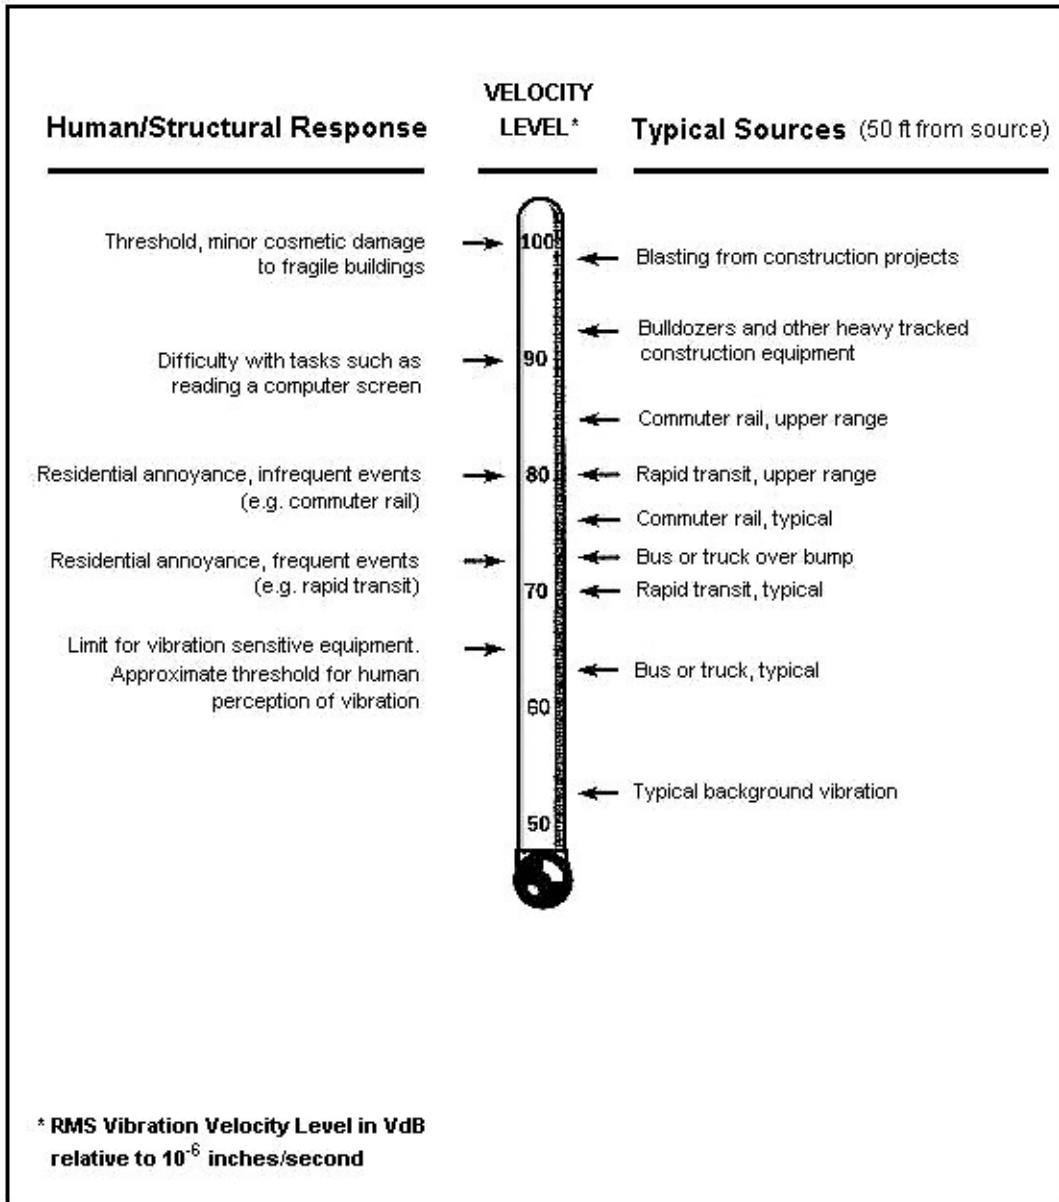 VELOCITY
LEVEL*
Human/Structural Response
Typical Sources (50 ft from source)
Threshold, minor cosmetic damage
to fragile buildings
100
Blasting from construction projects
Bulldozers and other heavy tracked
construction equipment
Difficulty with tasks such as
reading a computer screen
90
Commuter rail, upper range
Residential annoyance, infrequent events
(e.g. commuter rail)
80
Rapid transit, upper range
Commuter rail, typical
Residential annoyance, frequent events
(e.g. rapid transit)
Bus or truck over bump
70
Rapid transit, typical
Limit for vibration sensitive equipment.
Approximate threshold for human
perception of vibration
Bus or truck, typical
60
Typical background vibration
50
* RMS Vibration Velocity Level in VdB
relative to 10⁻⁶ inches/second